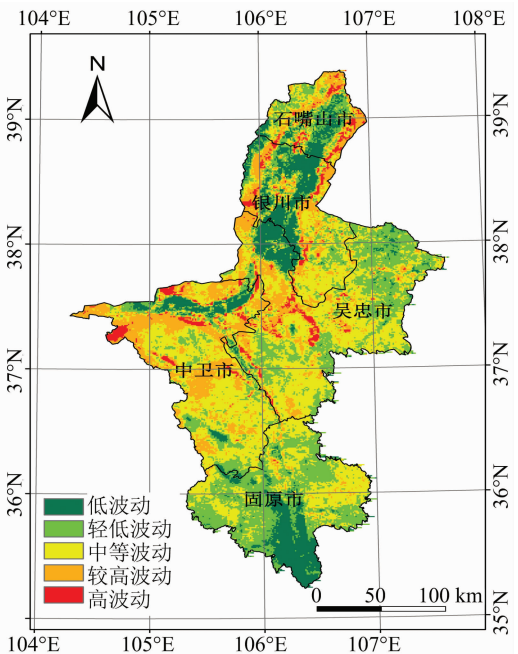 104°E 105°E 106°E 107°E 108°E
N
39°N 39°N
石嘴山市
银川市
38°N 38°N
吴忠市
37°N 37°N
中卫市
36°N 36°N
固原市
低波动
轻低波动
中等波动
较高波动
高波动
0 50 100 km
35°N
104°E 105°E 106°E 107°E